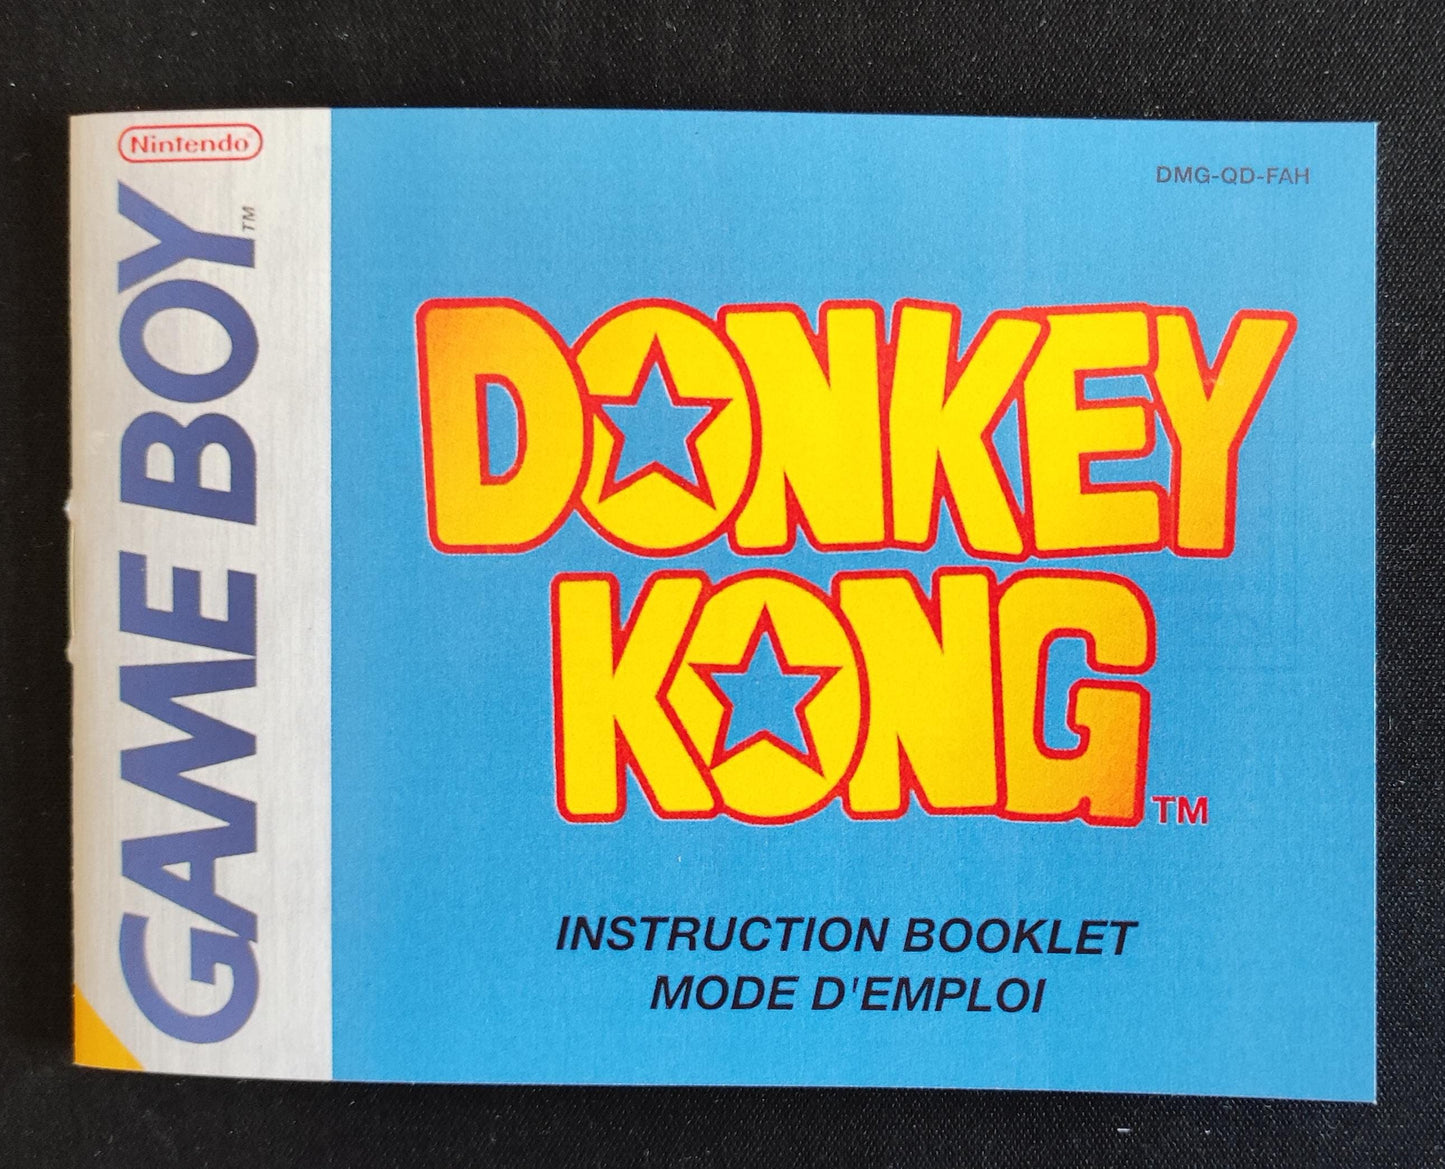 Nintendo
GAME BOY™
DMG-QD-FAH
DONKEY
KONG™
INSTRUCTION BOOKLET
MODE D'EMPLOI